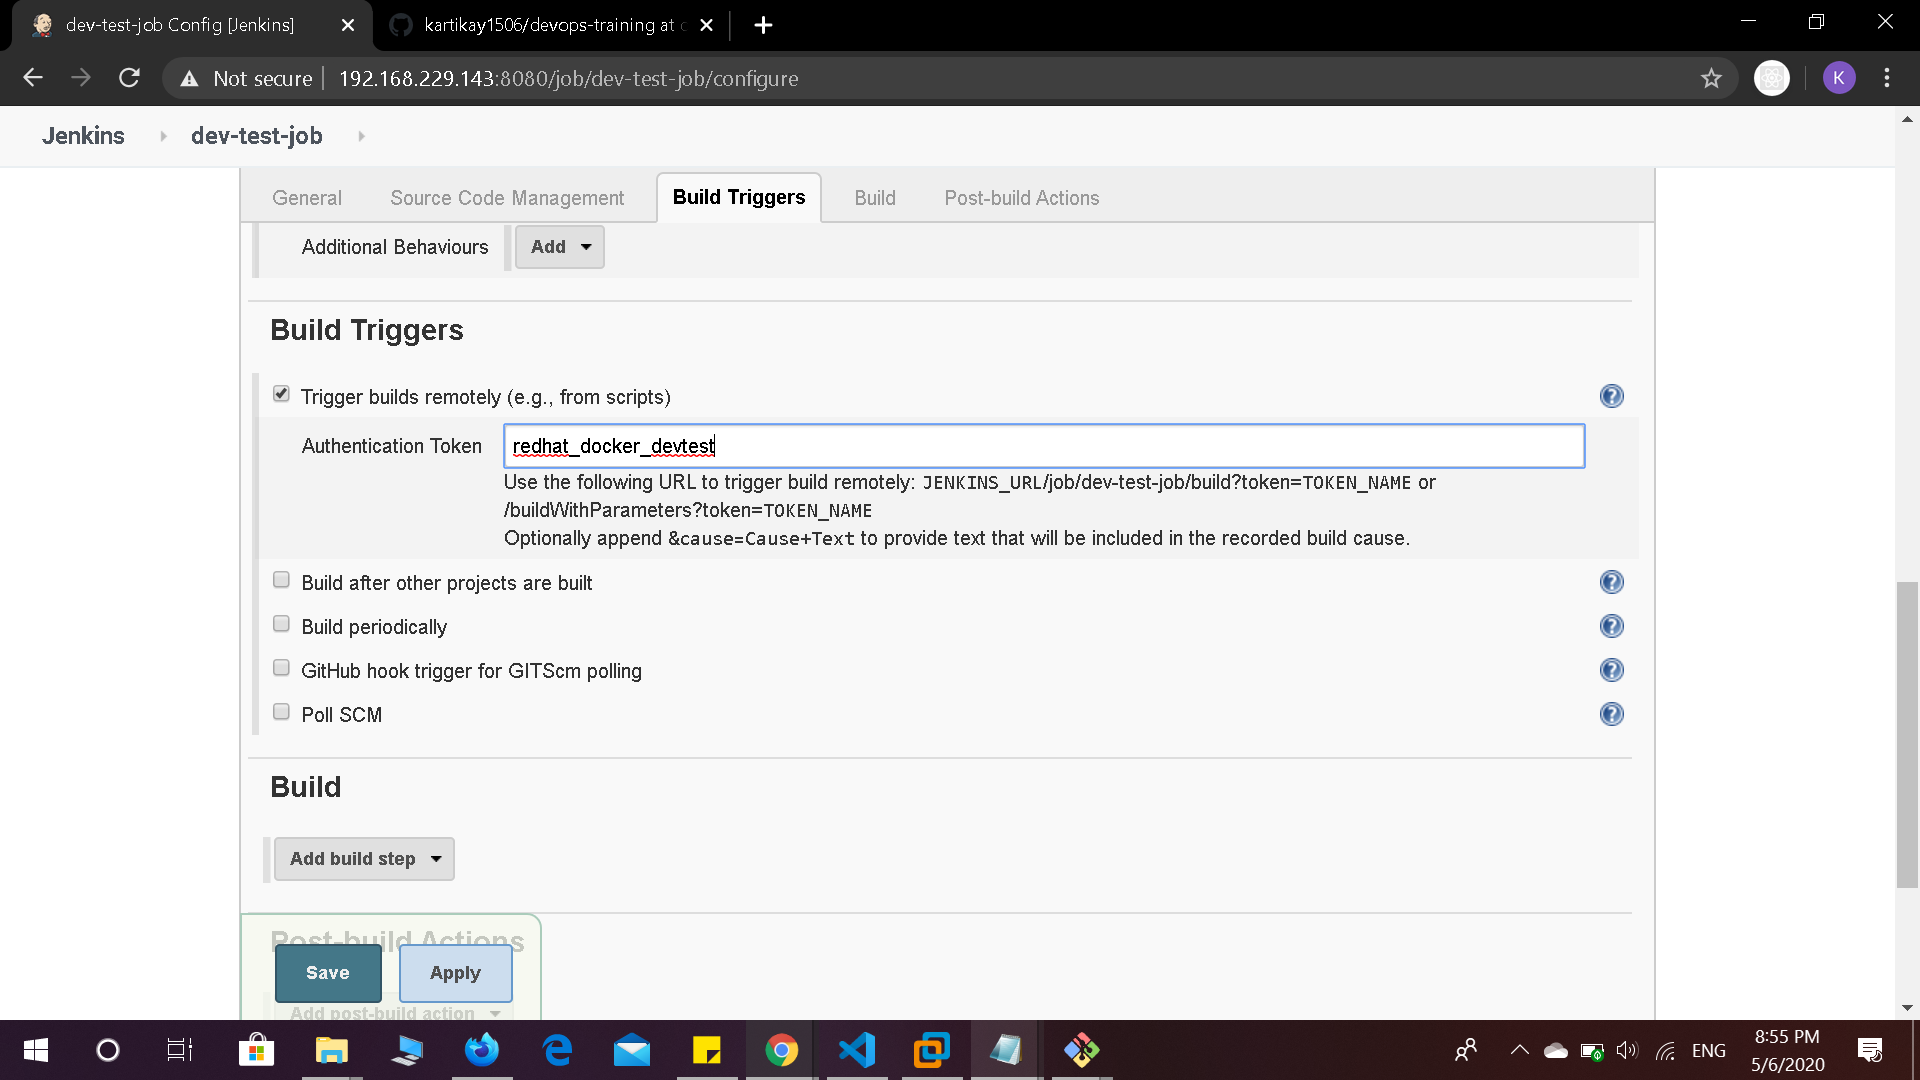 dev-test-job Config [Jenkins]
kartikay1506/devops-training at c
Not secure
192.168.229.143:8080/job/dev-test-job/configure
K
Jenkins
dev-test-job
General
Source Code Management
Build Triggers
Build
Post-build Actions
Additional Behaviours
Add
Build Triggers
Trigger builds remotely (e.g., from scripts)
Authentication Token
redhat_docker_devtest
Use the following URL to trigger build remotely: JENKINS_URL/job/dev-test-job/build?token=TOKEN_NAME or
/buildWithParameters?token=TOKEN_NAME
Optionally append &cause=Cause+Text to provide text that will be included in the recorded build cause.
Build after other projects are built
Build periodically
GitHub hook trigger for GITScm polling
Poll SCM
Build
Add build step
Post-build Actions
Save
Apply
Add post-build action
ENG
8:55 PM
5/6/2020